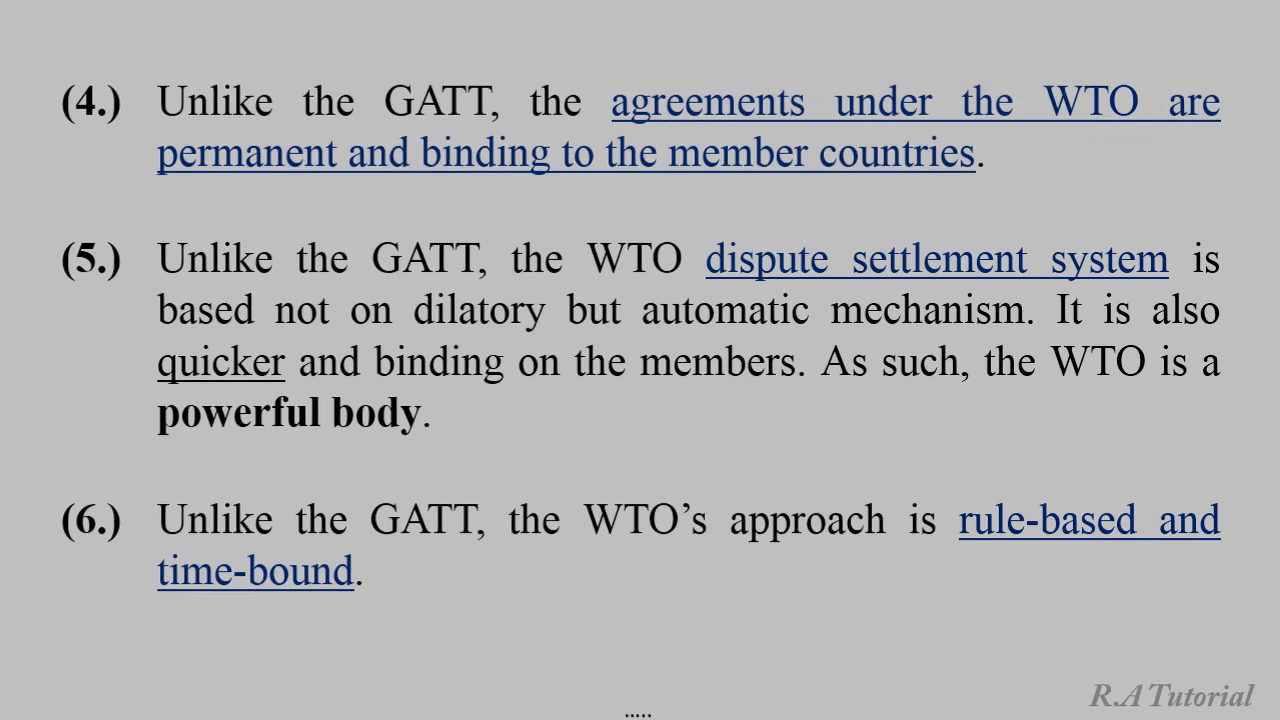 (4.) Unlike the GATT, the agreements under the WTO are
permanent and binding to the member countries.
(5.) Unlike the GATT, the WTO dispute settlement system is
based not on dilatory but automatic mechanism. It is also
quicker and binding on the members. As such, the WTO is a
powerful body.
(6.) Unlike the GATT, the WTO’s approach is rule-based and
time-bound.
R.A Tutorial
.....